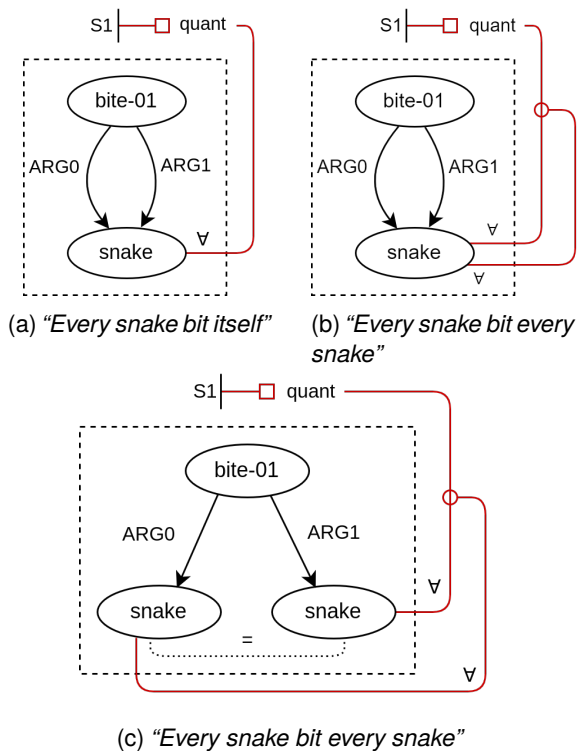 S1 quant
bite-01
ARG0 ARG1
∀
snake
(a) “Every snake bit itself”
S1 quant
bite-01
ARG0 ARG1
∀
snake
∀
(b) “Every snake bit every
snake”
S1 quant
bite-01
ARG0 ARG1
∀
snake snake
=
∀
(c) “Every snake bit every snake”